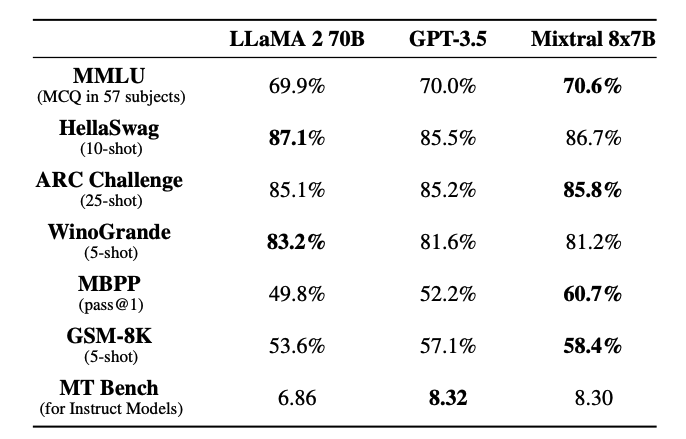 LLaMA 2 70B GPT-3.5 Mixtral 8x7B
MMLU
(MCQ in 57 subjects) 69.9% 70.0% 70.6%
HellaSwag
(10-shot) 87.1% 85.5% 86.7%
ARC Challenge
(25-shot) 85.1% 85.2% 85.8%
WinoGrande
(5-shot) 83.2% 81.6% 81.2%
MBPP
(pass@1) 49.8% 52.2% 60.7%
GSM-8K
(5-shot) 53.6% 57.1% 58.4%
MT Bench
(for Instruct Models) 6.86 8.32 8.30